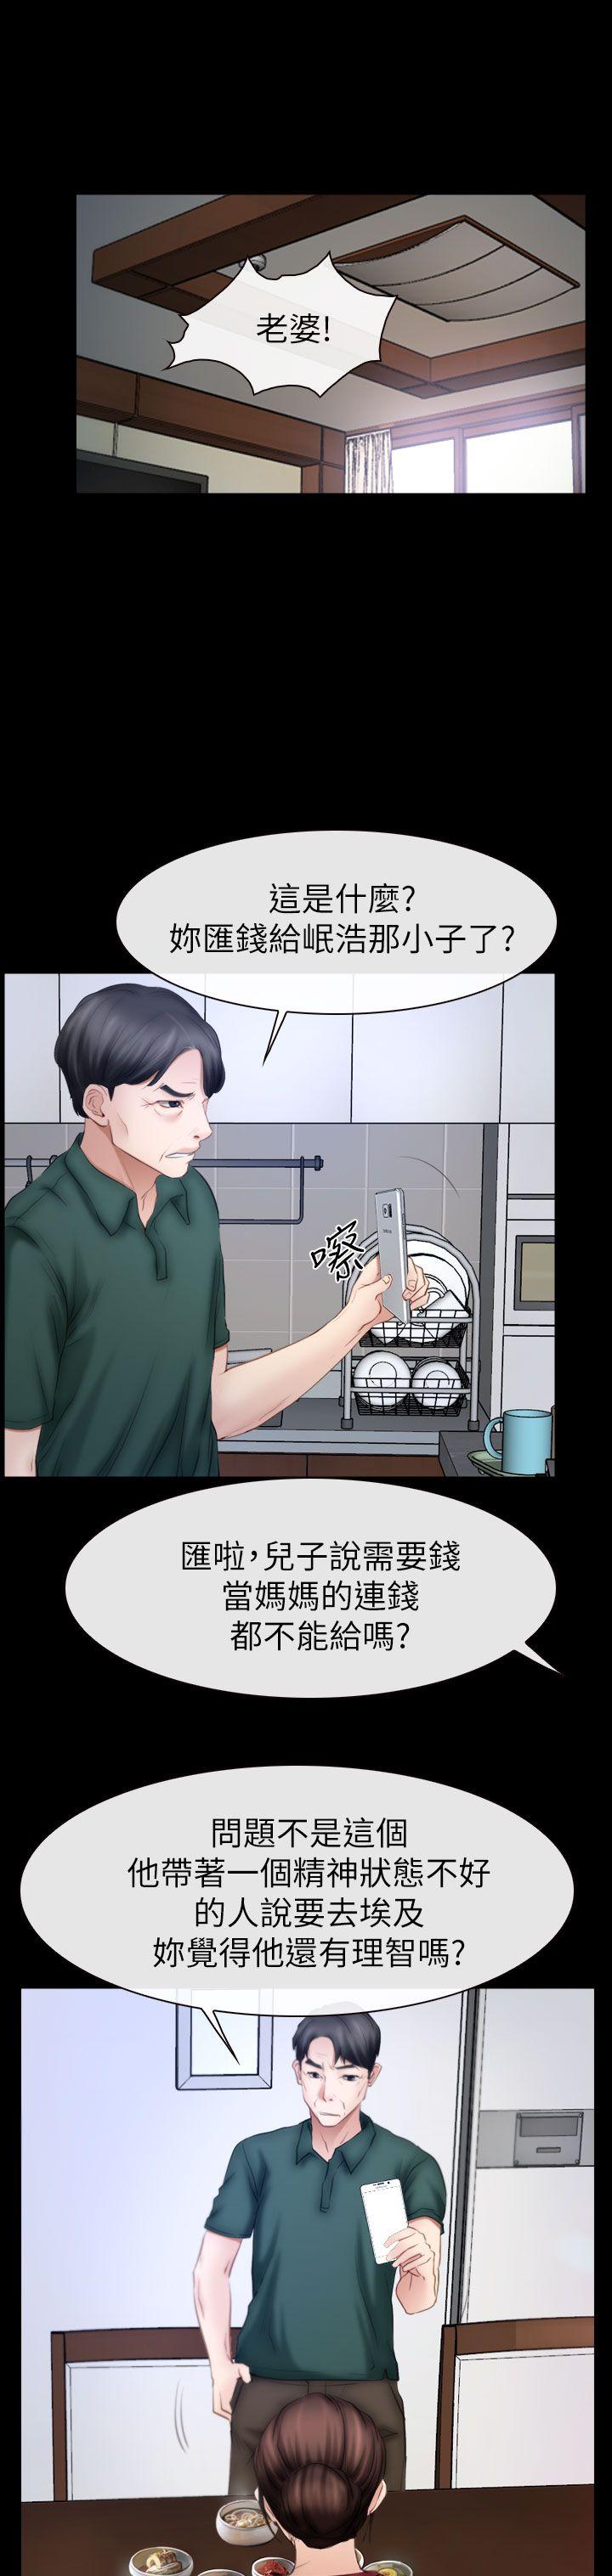 老婆!
這是什麼?
妳匯錢給岷浩那小子了?
嚓
匯啦,兒子說需要錢
當媽媽的連錢
都不能給嗎?
問題不是這個
他帶著一個精神狀態不好
的人說要去埃及
妳覺得他還有理智嗎?